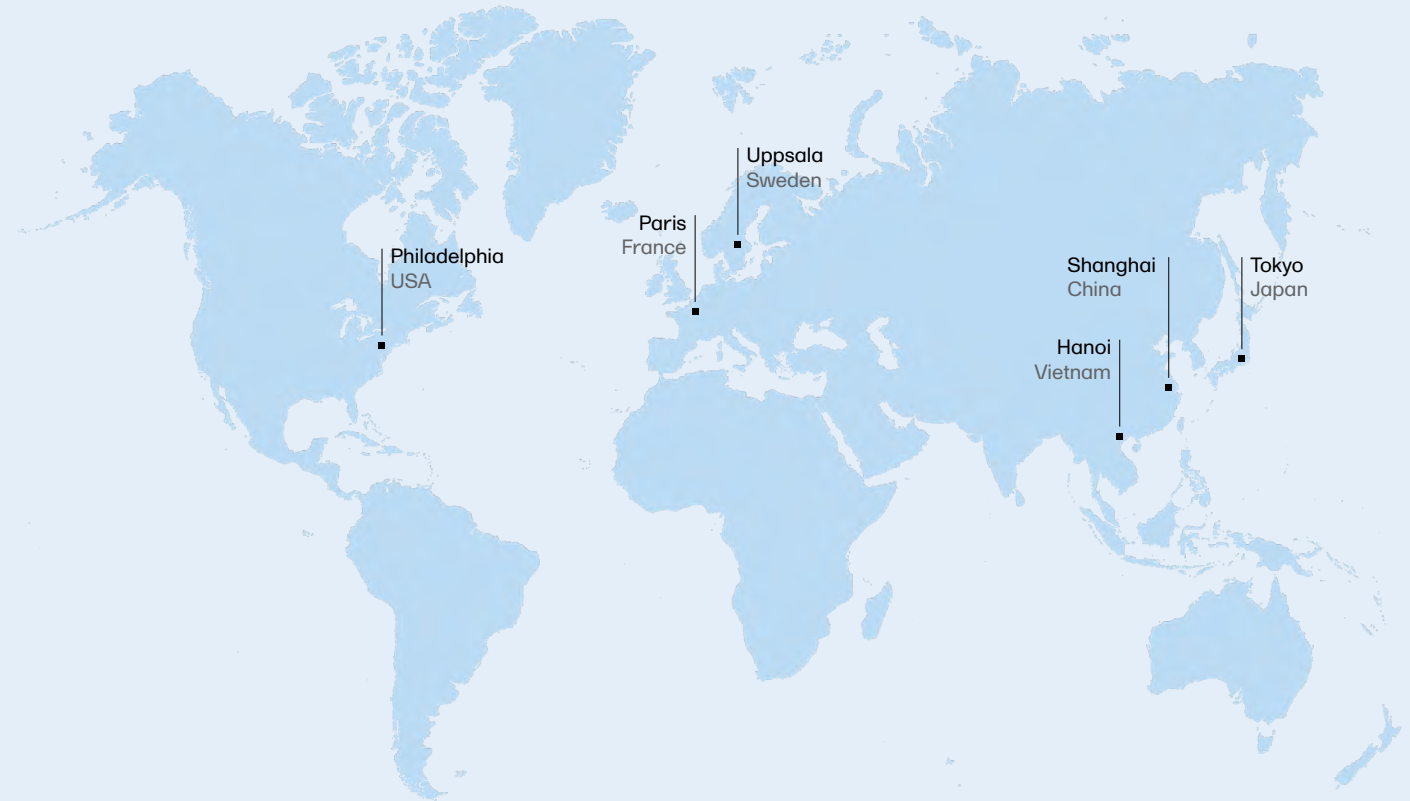 Uppsala
Sweden
Paris
France
Philadelphia
USA
Shanghai
China
Tokyo
Japan
Hanoi
Vietnam